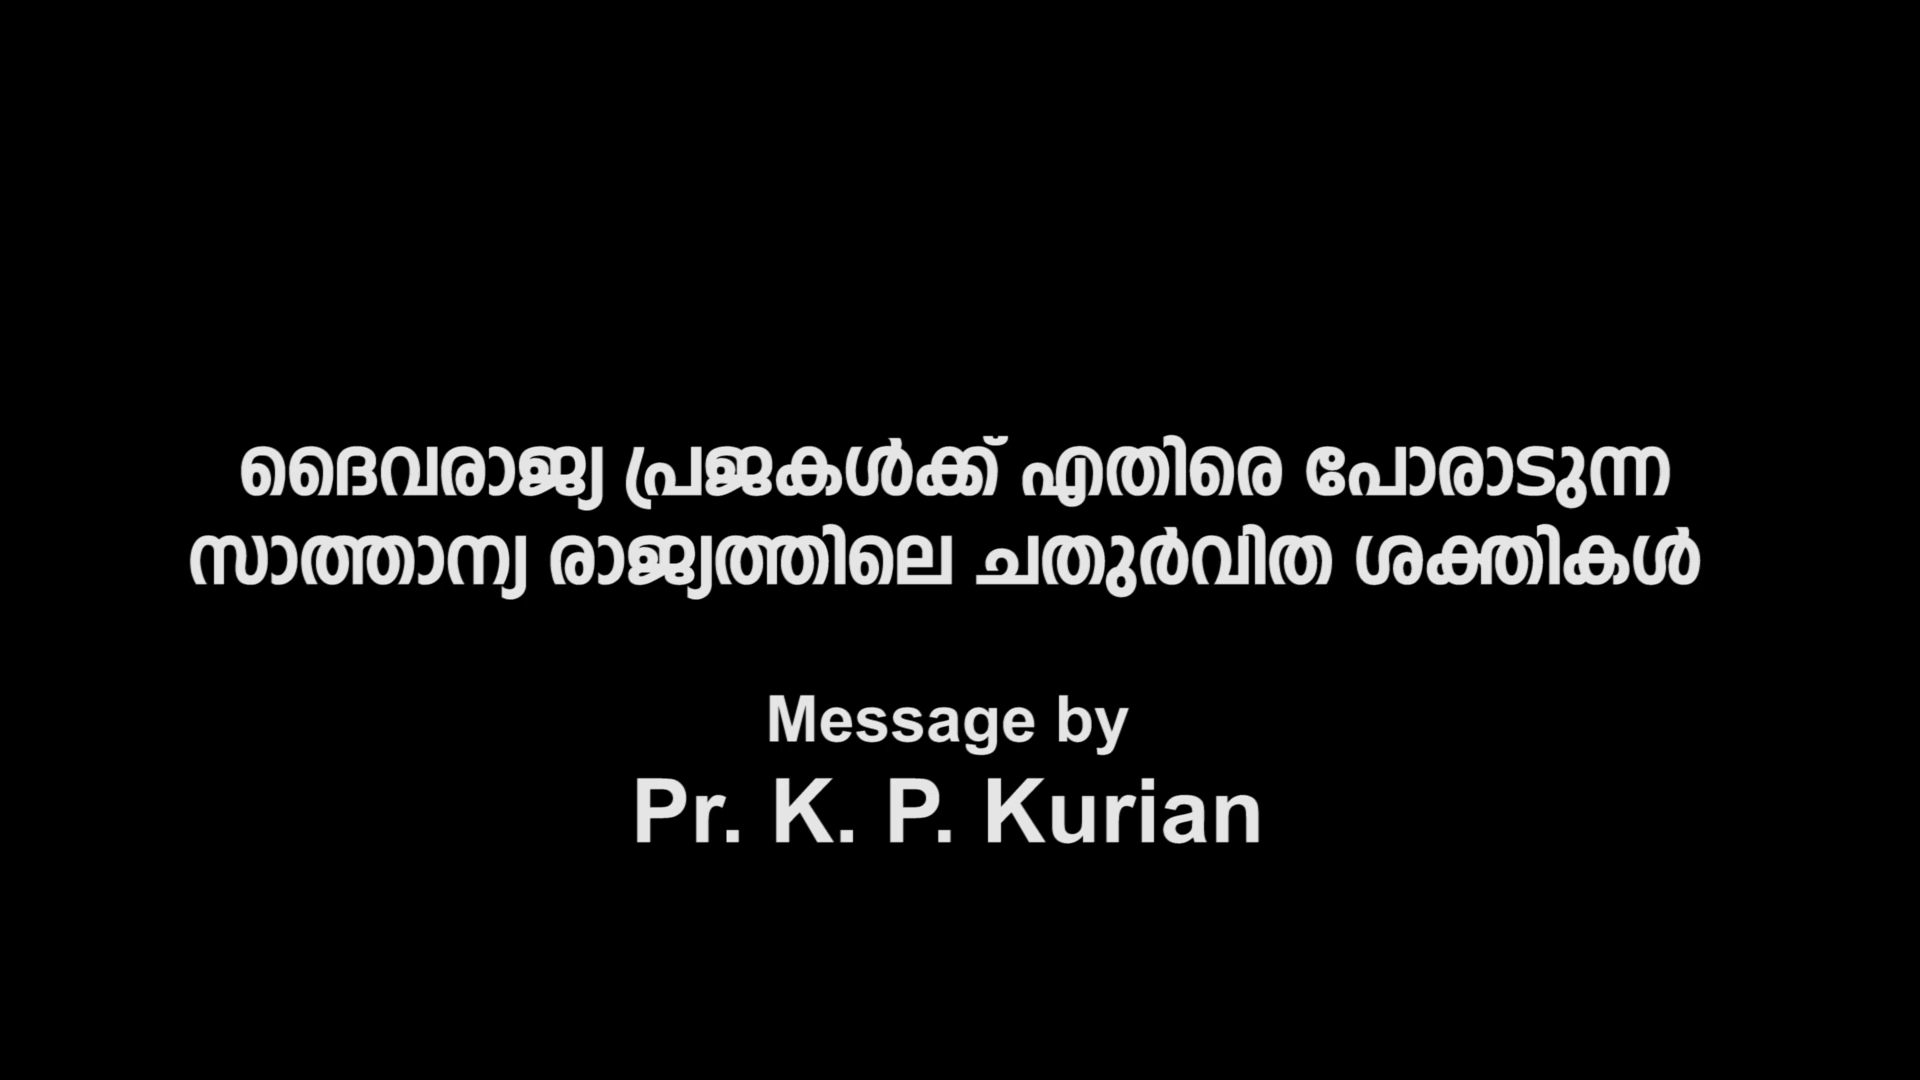 ദൈവരാജ്യ പ്രജകൾക്ക് എതിരെ പോരാടുന്ന
സാത്താന്യ രാജ്യത്തിലെ ചതുർവിത ശക്തികൾ
Message by
Pr. K. P. Kurian